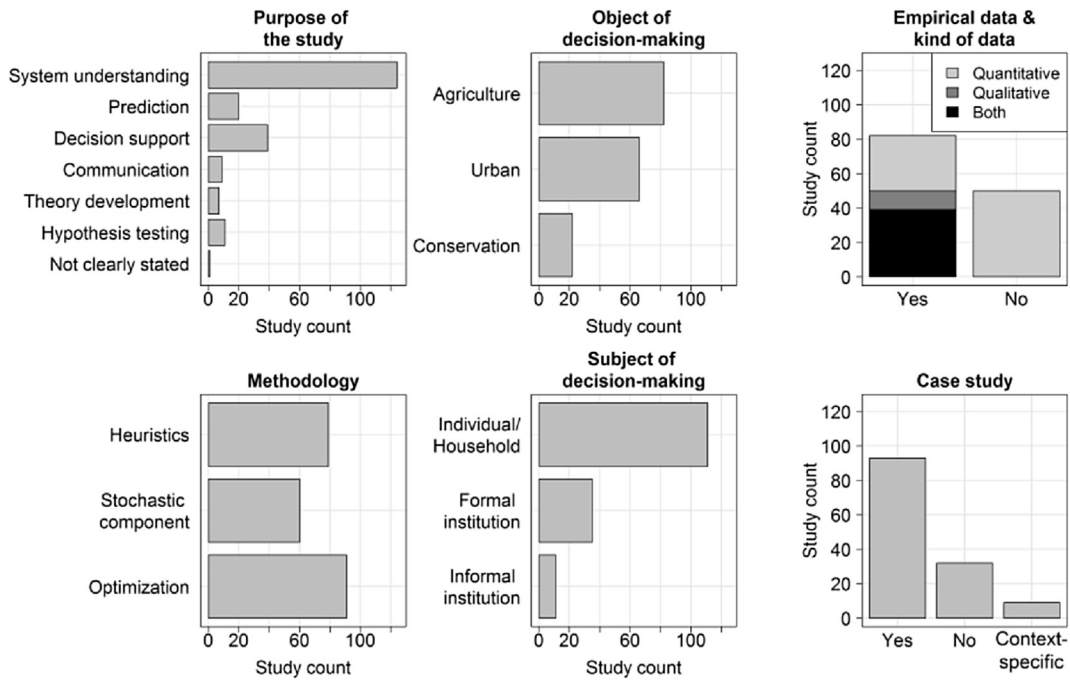 Purpose of
the study
System understanding
Prediction
Decision support
Communication
Theory development
Hypothesis testing
Not clearly stated
0 20 60 100
Study count
Object of
decision-making
Agriculture
Urban
Conservation
0 20 60 100
Study count
Empirical data &
kind of data
Quantitative
Qualitative
Both
Study count
120
100
80
60
40
20
0
Yes No
Methodology
Heuristics
Stochastic
component
Optimization
0 20 60 100
Study count
Subject of
decision-making
Individual/
Household
Formal
institution
Informal
institution
0 20 60 100
Study count
Case study
Study count
120
100
80
60
40
20
0
Yes No Context-
specific